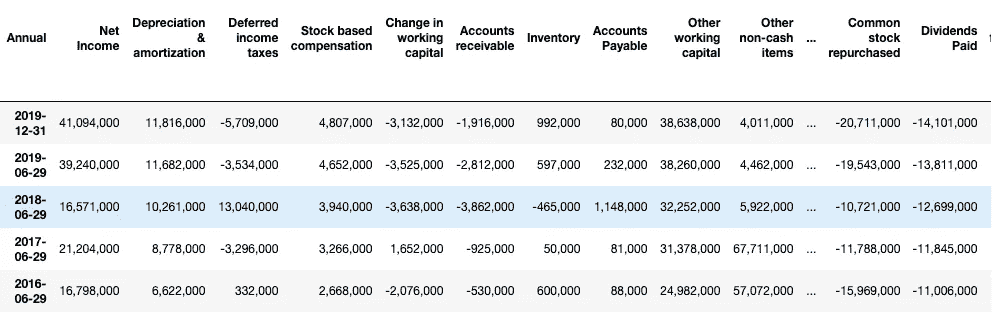 Annual Net Income Depreciation & amortization Deferred income taxes Stock based compensation Change in working capital Accounts receivable Inventory Accounts Payable Other working capital Other non-cash items ... Common stock repurchased Dividends Paid
2019-12-31 41,094,000 11,816,000 -5,709,000 4,807,000 -3,132,000 -1,916,000 992,000 80,000 38,638,000 4,011,000 ... -20,711,000 -14,101,000
2019-06-29 39,240,000 11,682,000 -3,534,000 4,652,000 -3,525,000 -2,812,000 597,000 232,000 38,260,000 4,462,000 ... -19,543,000 -13,811,000
2018-06-29 16,571,000 10,261,000 13,040,000 3,940,000 -3,638,000 -3,862,000 -465,000 1,148,000 32,252,000 5,922,000 ... -10,721,000 -12,699,000
2017-06-29 21,204,000 8,778,000 -3,296,000 3,266,000 1,652,000 -925,000 50,000 81,000 31,378,000 67,711,000 ... -11,788,000 -11,845,000
2016-06-29 16,798,000 6,622,000 332,000 2,668,000 -2,076,000 -530,000 600,000 88,000 24,982,000 57,072,000 ... -15,969,000 -11,006,000